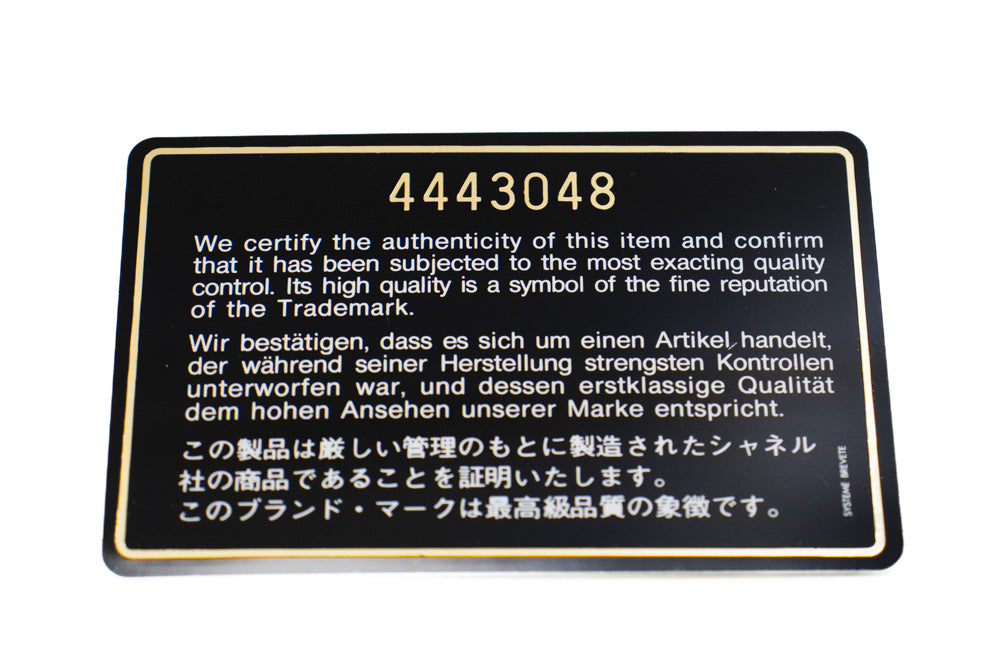 4443048
We certify the authenticity of this item and confirm
that it has been subjected to the most exacting quality
control. Its high quality is a symbol of the fine reputation
of the Trademark.
Wir bestätigen, dass es sich um einen Artikel handelt,
der während seiner Herstellung strengsten Kontrollen
unterworfen war, und dessen erstklassige Qualität
dem hohen Ansehen unserer Marke entspricht.
この製品は厳しい管理のもとに製造されたシャネル
社の商品であることを証明いたします。
このブランド・マークは最高級品質の象徴です。
SYSTEME BREVETE